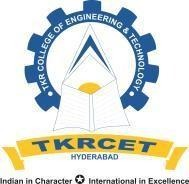 TKR COLLEGE OF ENGINEERING & TECHNOLOGY
TKRCET
HYDERABAD
Indian in Character ✪ International in Excellence